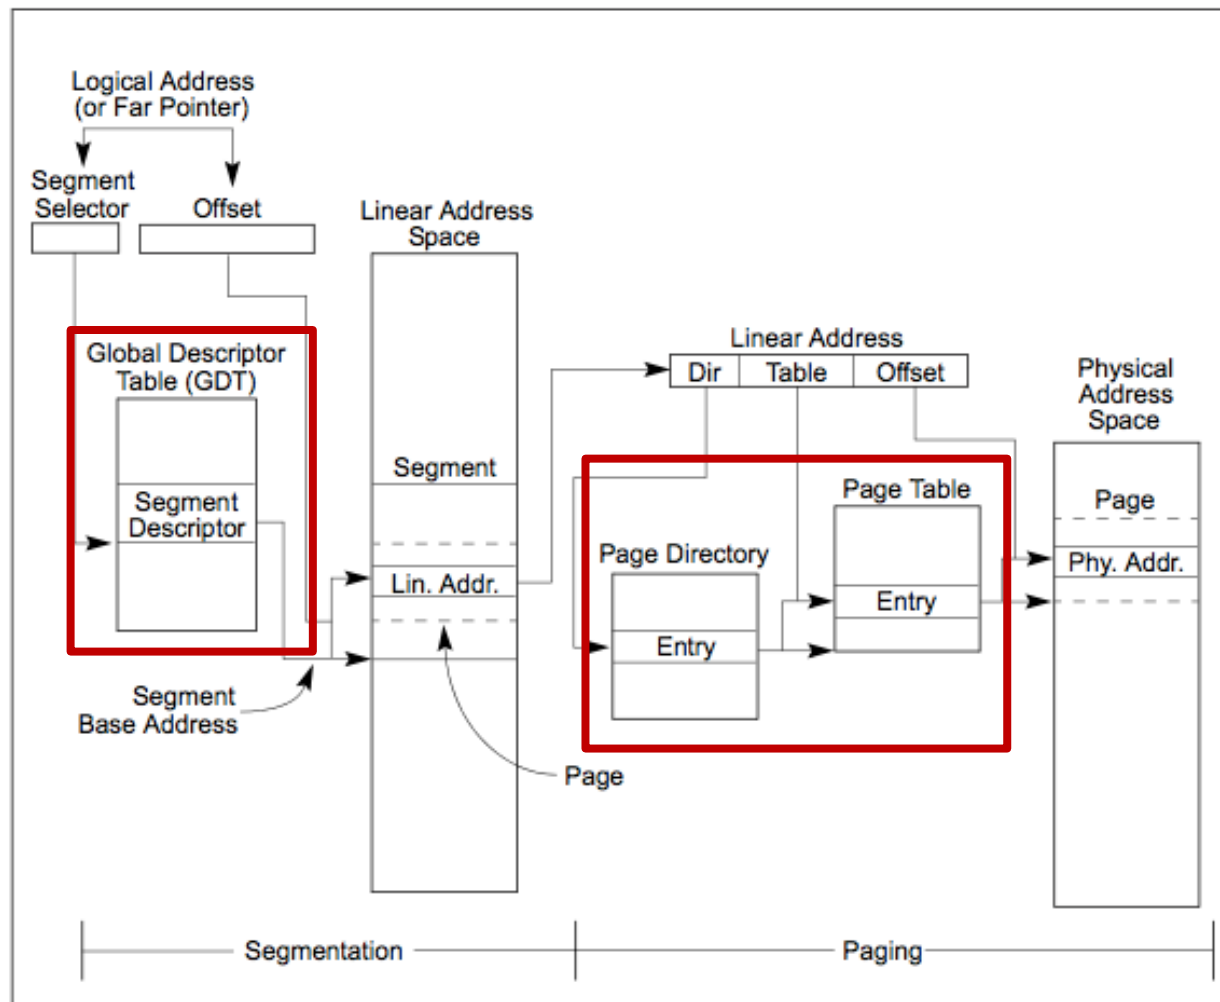 Logical Address
(or Far Pointer)
Segment
Selector
Offset
Linear Address
Space
Global Descriptor
Table (GDT)
Segment
Descriptor
Segment
Base Address
Segment
Lin. Addr.
Page
Linear Address
Dir Table Offset
Page Directory
Entry
Page Table
Entry
Physical
Address
Space
Page
Phy. Addr.
Segmentation
Paging